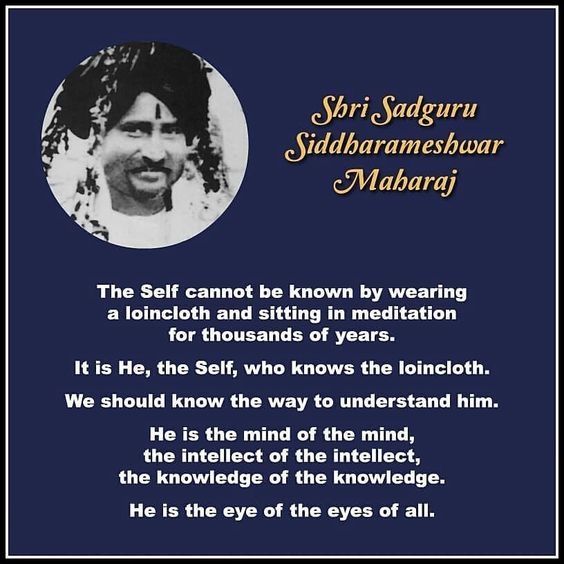 Shri Sadguru
Siddharameshwar
Maharaj
The Self cannot be known by wearing
a loincloth and sitting in meditation
for thousands of years.
It is He, the Self, who knows the loincloth.
We should know the way to understand him.
He is the mind of the mind,
the intellect of the intellect,
the knowledge of the knowledge.
He is the eye of the eyes of all.